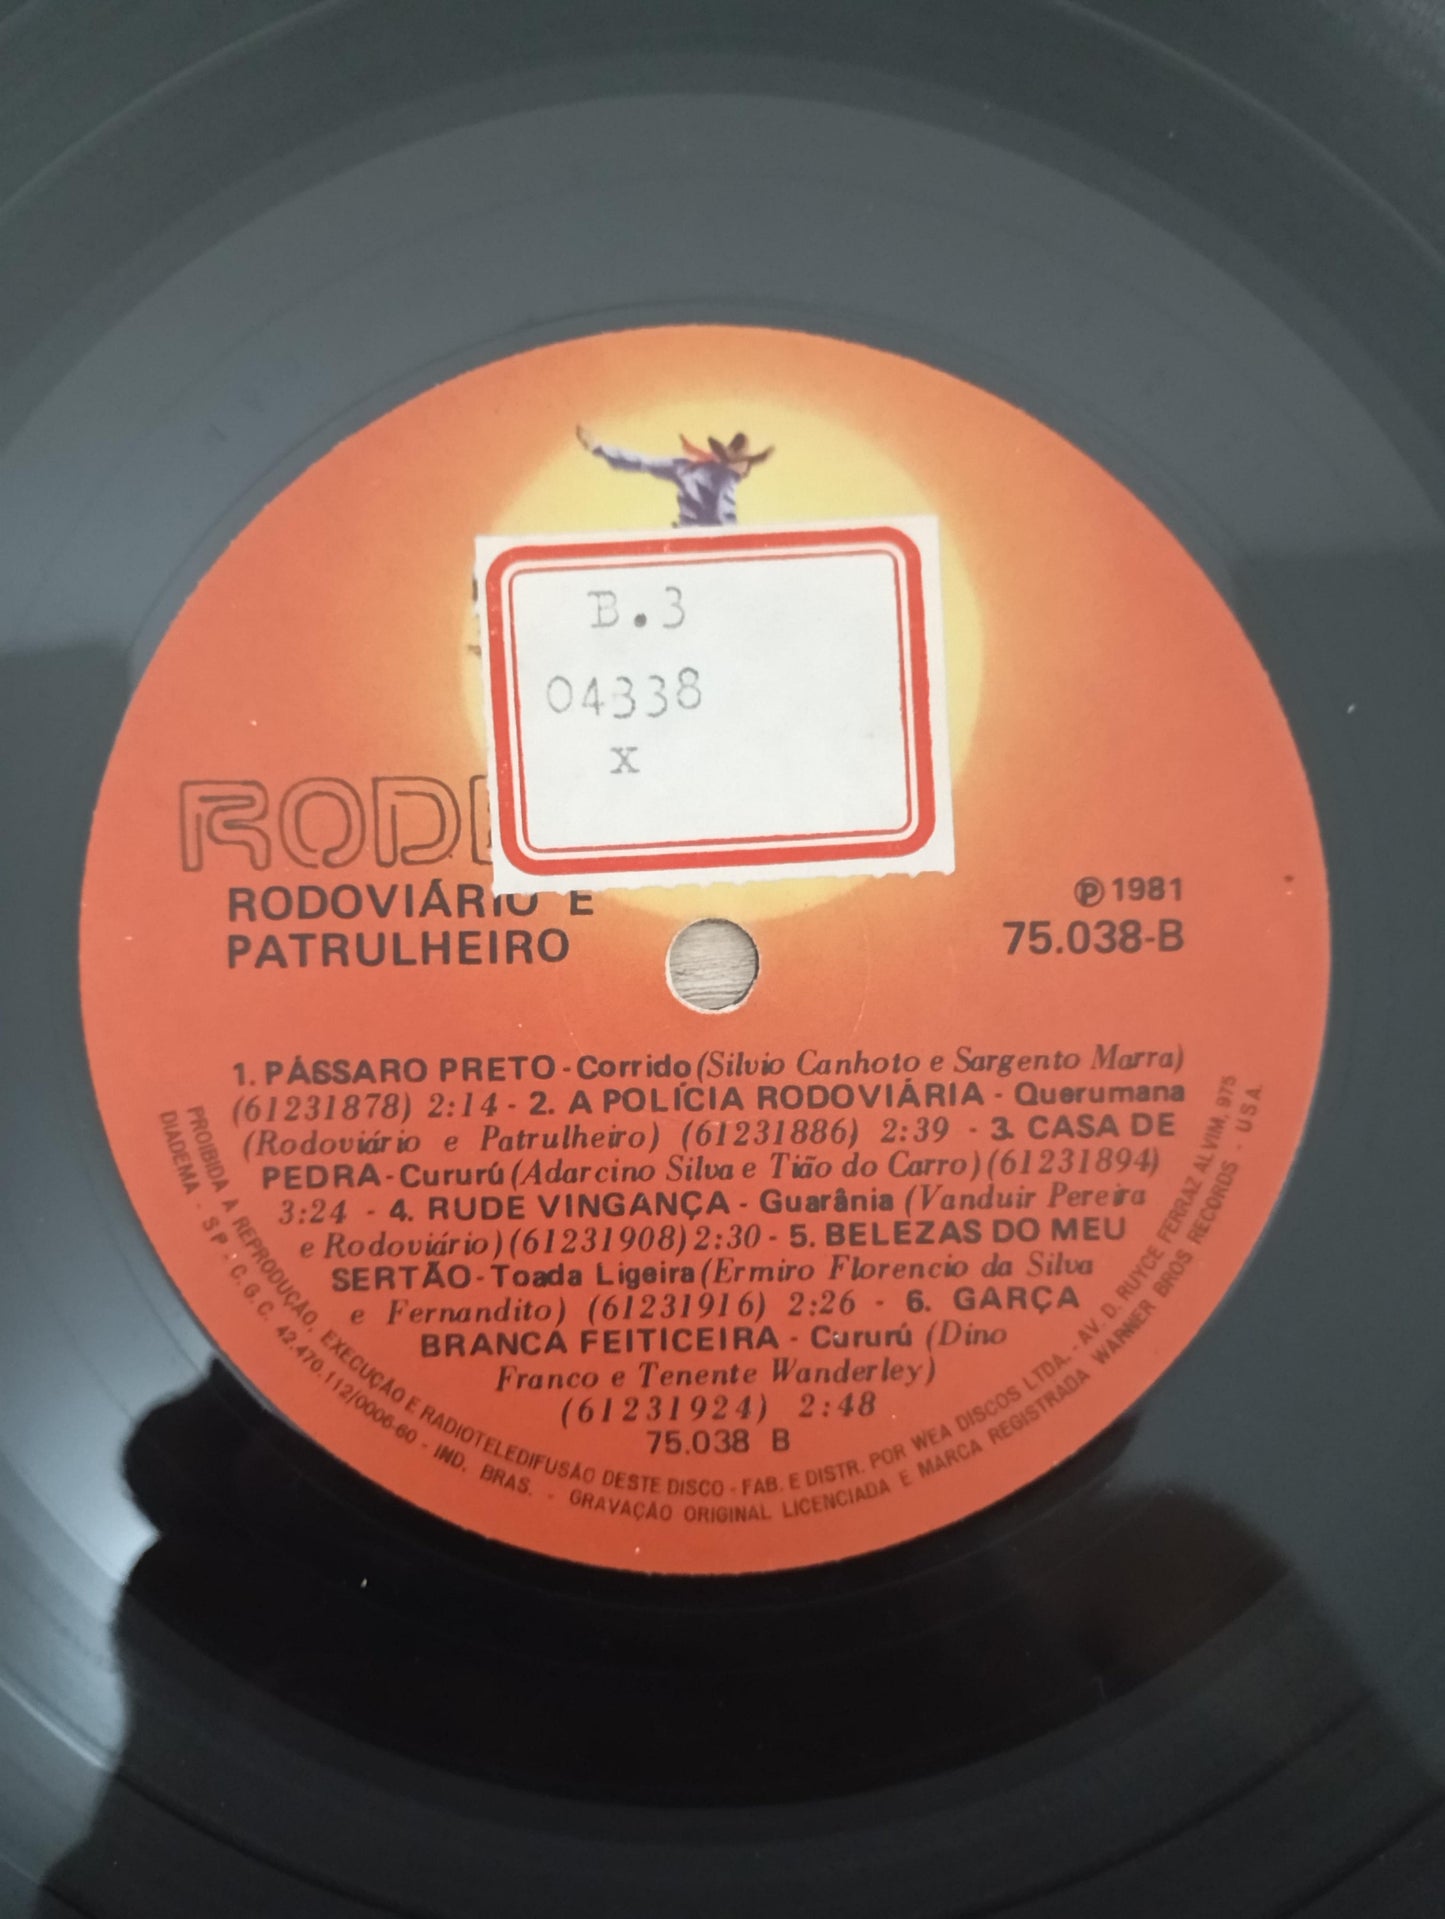 B.3
04338
x
RODOVIÁRIO E
PATRULHEIRO
℗ 1981
75.038-B
1. PÁSSARO PRETO - Corrido (Silvio Canhoto e Sargento Marra)
(61231878) 2:14 - 2. A POLÍCIA RODOVIÁRIA - Querumana
(Rodoviário e Patrulheiro) (61231886) 2:39 - 3. CASA DE
PEDRA - Cururú (Adarcino Silva e Tião do Carro) (61231894)
3:24 - 4. RUDE VINGANÇA - Guarânia (Vanduir Pereira
e Rodoviário) (61231908) 2:30 - 5. BELEZAS DO MEU
SERTÃO - Toada Ligeira (Ermiro Florencio da Silva
e Fernandito) (61231916) 2:26 - 6. GARÇA
BRANCA FEITICEIRA - Cururú (Dino
Franco e Tenente Wanderley)
(61231924) 2:48
75.038 B
PROIBIDA A REPRODUÇÃO, EXECUÇÃO E RADIOTELEDIFUSÃO DESTE DISCO - FAB. E DISTR. POR WEA DISCOS LTDA. - AV. D. RUYCE FERRAZ ALVIM, 975
DIADEMA - SP - C.G.C. 42.470.112/0006-60 - IND. BRAS. - GRAVAÇÃO ORIGINAL LICENCIADA E MARCA REGISTRADA WARNER BROS RECORDS - USA.